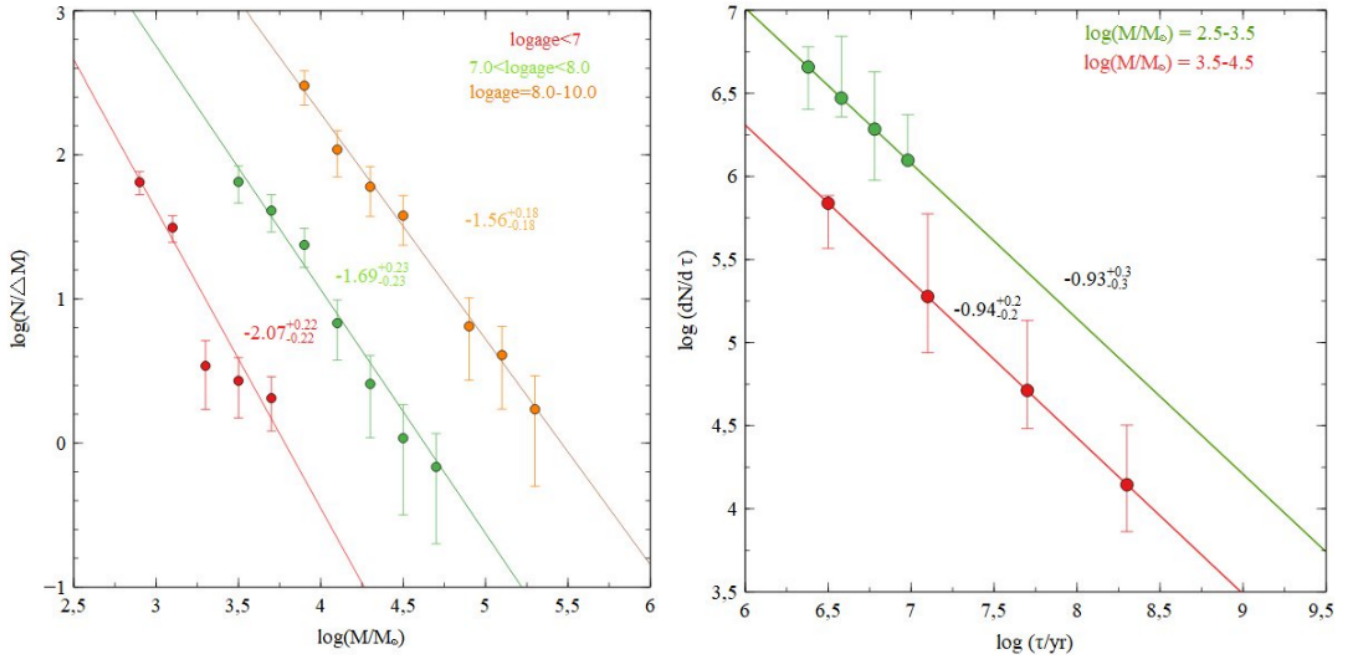 logage<7
7.0<logage<8.0
logage=8.0-10.0
-1.56+0.18-0.18
-1.69+0.23-0.23
-2.07+0.22-0.22
log(N/△M)
3
2
1
0
−1
2,5 3 3,5 4 4,5 5 5,5 6
log(M/M☉)
log(M/M☉) = 2.5-3.5
log(M/M☉) = 3.5-4.5
-0.93+0.3-0.3
-0.94+0.2-0.2
log (dN/d τ)
7
6,5
6
5,5
5
4,5
4
3,5
6 6,5 7 7,5 8 8,5 9 9,5
log (τ/yr)